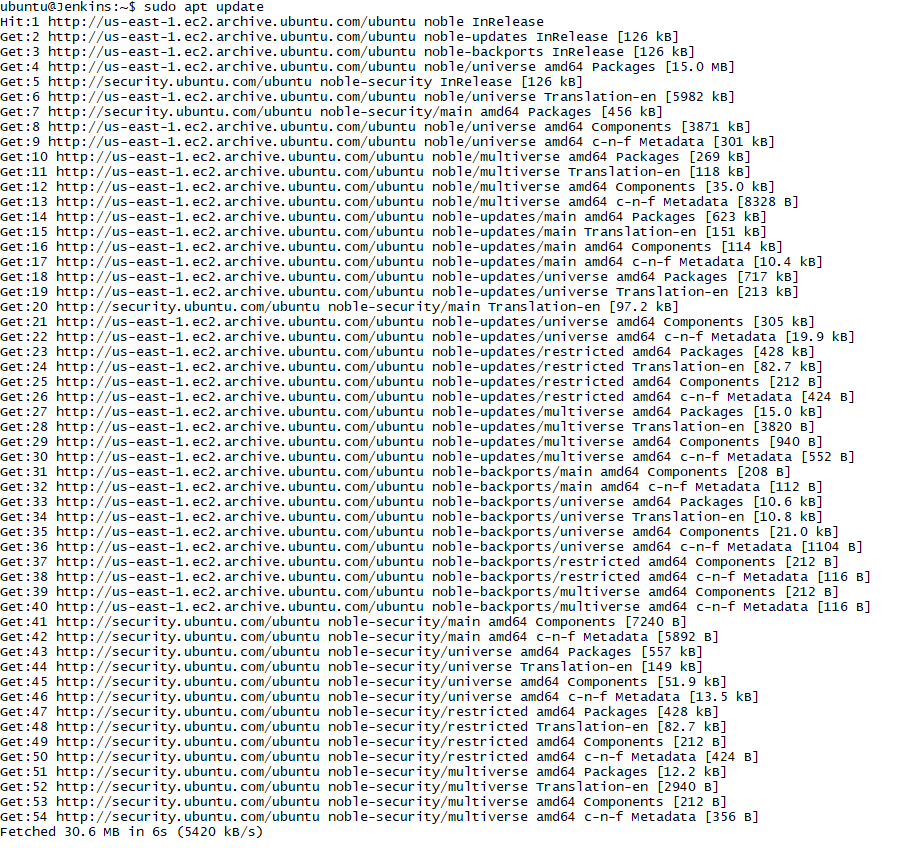 ubuntu@Jenkins:~$ sudo apt update
Hit:1 http://us-east-1.ec2.archive.ubuntu.com/ubuntu noble InRelease
Get:2 http://us-east-1.ec2.archive.ubuntu.com/ubuntu noble-updates InRelease [126 kB]
Get:3 http://us-east-1.ec2.archive.ubuntu.com/ubuntu noble-backports InRelease [126 kB]
Get:4 http://us-east-1.ec2.archive.ubuntu.com/ubuntu noble/universe amd64 Packages [15.0 MB]
Get:5 http://security.ubuntu.com/ubuntu noble-security InRelease [126 kB]
Get:6 http://us-east-1.ec2.archive.ubuntu.com/ubuntu noble/universe Translation-en [5982 kB]
Get:7 http://security.ubuntu.com/ubuntu noble-security/main amd64 Packages [456 kB]
Get:8 http://us-east-1.ec2.archive.ubuntu.com/ubuntu noble/universe amd64 Components [3871 kB]
Get:9 http://us-east-1.ec2.archive.ubuntu.com/ubuntu noble/universe amd64 c-n-f Metadata [301 kB]
Get:10 http://us-east-1.ec2.archive.ubuntu.com/ubuntu noble/multiverse amd64 Packages [269 kB]
Get:11 http://us-east-1.ec2.archive.ubuntu.com/ubuntu noble/multiverse Translation-en [118 kB]
Get:12 http://us-east-1.ec2.archive.ubuntu.com/ubuntu noble/multiverse amd64 Components [35.0 kB]
Get:13 http://us-east-1.ec2.archive.ubuntu.com/ubuntu noble/multiverse amd64 c-n-f Metadata [8328 B]
Get:14 http://us-east-1.ec2.archive.ubuntu.com/ubuntu noble-updates/main amd64 Packages [623 kB]
Get:15 http://us-east-1.ec2.archive.ubuntu.com/ubuntu noble-updates/main Translation-en [151 kB]
Get:16 http://us-east-1.ec2.archive.ubuntu.com/ubuntu noble-updates/main amd64 Components [114 kB]
Get:17 http://us-east-1.ec2.archive.ubuntu.com/ubuntu noble-updates/main amd64 c-n-f Metadata [10.4 kB]
Get:18 http://us-east-1.ec2.archive.ubuntu.com/ubuntu noble-updates/universe amd64 Packages [717 kB]
Get:19 http://us-east-1.ec2.archive.ubuntu.com/ubuntu noble-updates/universe Translation-en [213 kB]
Get:20 http://security.ubuntu.com/ubuntu noble-security/main Translation-en [97.2 kB]
Get:21 http://us-east-1.ec2.archive.ubuntu.com/ubuntu noble-updates/universe amd64 Components [305 kB]
Get:22 http://us-east-1.ec2.archive.ubuntu.com/ubuntu noble-updates/universe amd64 c-n-f Metadata [19.9 kB]
Get:23 http://us-east-1.ec2.archive.ubuntu.com/ubuntu noble-updates/restricted amd64 Packages [428 kB]
Get:24 http://us-east-1.ec2.archive.ubuntu.com/ubuntu noble-updates/restricted Translation-en [82.7 kB]
Get:25 http://us-east-1.ec2.archive.ubuntu.com/ubuntu noble-updates/restricted amd64 Components [212 B]
Get:26 http://us-east-1.ec2.archive.ubuntu.com/ubuntu noble-updates/restricted amd64 c-n-f Metadata [424 B]
Get:27 http://us-east-1.ec2.archive.ubuntu.com/ubuntu noble-updates/multiverse amd64 Packages [15.0 kB]
Get:28 http://us-east-1.ec2.archive.ubuntu.com/ubuntu noble-updates/multiverse Translation-en [3820 B]
Get:29 http://us-east-1.ec2.archive.ubuntu.com/ubuntu noble-updates/multiverse amd64 Components [940 B]
Get:30 http://us-east-1.ec2.archive.ubuntu.com/ubuntu noble-updates/multiverse amd64 c-n-f Metadata [552 B]
Get:31 http://us-east-1.ec2.archive.ubuntu.com/ubuntu noble-backports/main amd64 Components [208 B]
Get:32 http://us-east-1.ec2.archive.ubuntu.com/ubuntu noble-backports/main amd64 c-n-f Metadata [112 B]
Get:33 http://us-east-1.ec2.archive.ubuntu.com/ubuntu noble-backports/universe amd64 Packages [10.6 kB]
Get:34 http://us-east-1.ec2.archive.ubuntu.com/ubuntu noble-backports/universe Translation-en [10.8 kB]
Get:35 http://us-east-1.ec2.archive.ubuntu.com/ubuntu noble-backports/universe amd64 Components [21.0 kB]
Get:36 http://us-east-1.ec2.archive.ubuntu.com/ubuntu noble-backports/universe amd64 c-n-f Metadata [1104 B]
Get:37 http://us-east-1.ec2.archive.ubuntu.com/ubuntu noble-backports/restricted amd64 Components [212 B]
Get:38 http://us-east-1.ec2.archive.ubuntu.com/ubuntu noble-backports/restricted amd64 c-n-f Metadata [116 B]
Get:39 http://us-east-1.ec2.archive.ubuntu.com/ubuntu noble-backports/multiverse amd64 Components [212 B]
Get:40 http://us-east-1.ec2.archive.ubuntu.com/ubuntu noble-backports/multiverse amd64 c-n-f Metadata [116 B]
Get:41 http://security.ubuntu.com/ubuntu noble-security/main amd64 Components [7240 B]
Get:42 http://security.ubuntu.com/ubuntu noble-security/main amd64 c-n-f Metadata [5892 B]
Get:43 http://security.ubuntu.com/ubuntu noble-security/universe amd64 Packages [557 kB]
Get:44 http://security.ubuntu.com/ubuntu noble-security/universe Translation-en [149 kB]
Get:45 http://security.ubuntu.com/ubuntu noble-security/universe amd64 Components [51.9 kB]
Get:46 http://security.ubuntu.com/ubuntu noble-security/universe amd64 c-n-f Metadata [13.5 kB]
Get:47 http://security.ubuntu.com/ubuntu noble-security/restricted amd64 Packages [428 kB]
Get:48 http://security.ubuntu.com/ubuntu noble-security/restricted Translation-en [82.7 kB]
Get:49 http://security.ubuntu.com/ubuntu noble-security/restricted amd64 Components [212 B]
Get:50 http://security.ubuntu.com/ubuntu noble-security/restricted amd64 c-n-f Metadata [424 B]
Get:51 http://security.ubuntu.com/ubuntu noble-security/multiverse amd64 Packages [12.2 kB]
Get:52 http://security.ubuntu.com/ubuntu noble-security/multiverse Translation-en [2940 B]
Get:53 http://security.ubuntu.com/ubuntu noble-security/multiverse amd64 Components [212 B]
Get:54 http://security.ubuntu.com/ubuntu noble-security/multiverse amd64 c-n-f Metadata [356 B]
Fetched 30.6 MB in 6s (5420 kB/s)